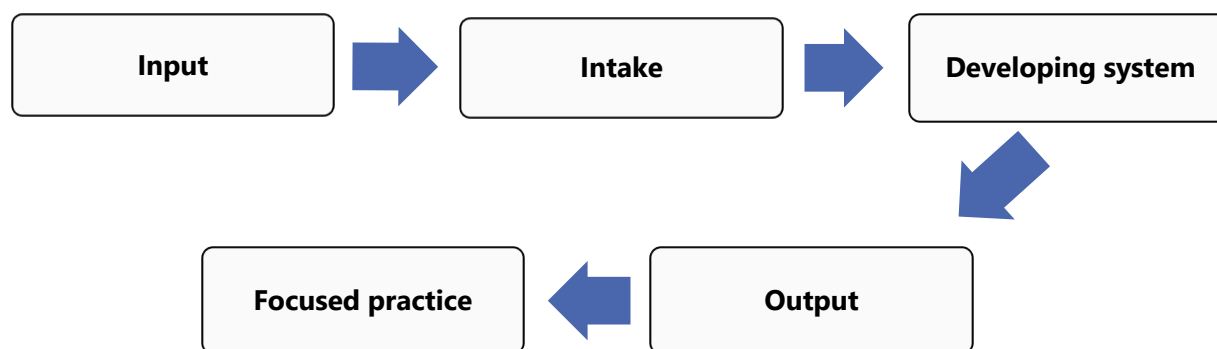 Input
Intake
Developing system
Focused practice
Output